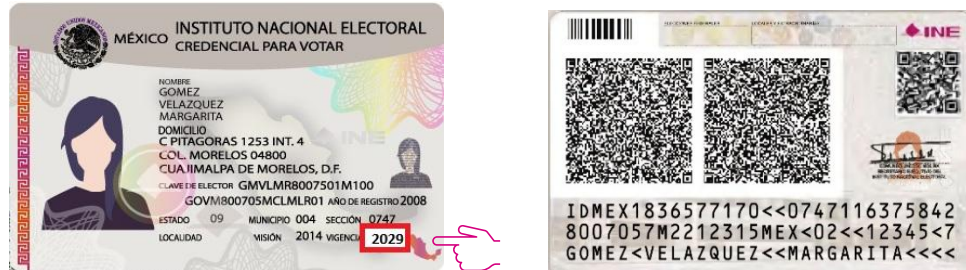 MÉXICO
INSTITUTO NACIONAL ELECTORAL
CREDENCIAL PARA VOTAR
NOMBRE
GOMEZ
VELAZQUEZ
MARGARITA
DOMICILIO
C PITAGORAS 1253 INT. 4
COL. MORELOS 04800
CUAJIMALPA DE MORELOS, D.F.
CLAVE DE ELECTOR GMVLMR8007501M100
GOVM800705MCLMLR01 AÑO DE REGISTRO 2008
ESTADO 09 MUNICIPIO 004 SECCIÓN 0747
LOCALIDAD MISIÓN 2014 VIGENCIA 2029
INE
INE
IDMEX1836577170<<0747116375842
8007057M2212315MEX<02<<12345<7
GOMEZ<VELAZQUEZ<<MARGARITA<<<<